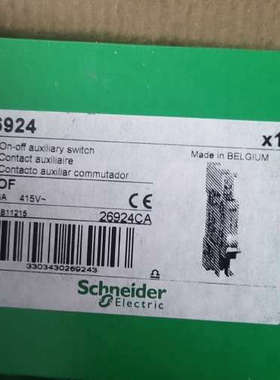 6924
x1
On-off auxiliary switch
Contact auxiliaire
Contacto auxiliar commutador
Made in BELGIUM
OF
415V~
CE
B11215
26924CA
3303430269243
Schneider
Electric